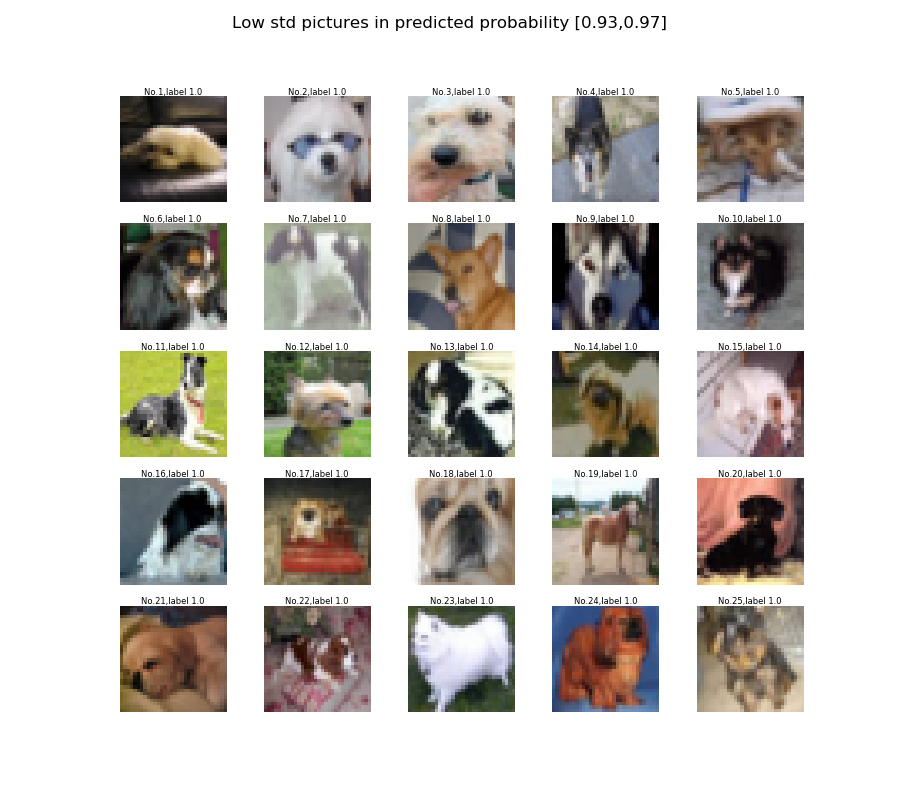 Low std pictures in predicted probability [0.93,0.97]
No.1,label 1.0
No.2,label 1.0
No.3,label 1.0
No.4,label 1.0
No.5,label 1.0
No.6,label 1.0
No.7,label 1.0
No.8,label 1.0
No.9,label 1.0
No.10,label 1.0
No.11,label 1.0
No.12,label 1.0
No.13,label 1.0
No.14,label 1.0
No.15,label 1.0
No.16,label 1.0
No.17,label 1.0
No.18,label 1.0
No.19,label 1.0
No.20,label 1.0
No.21,label 1.0
No.22,label 1.0
No.23,label 1.0
No.24,label 1.0
No.25,label 1.0